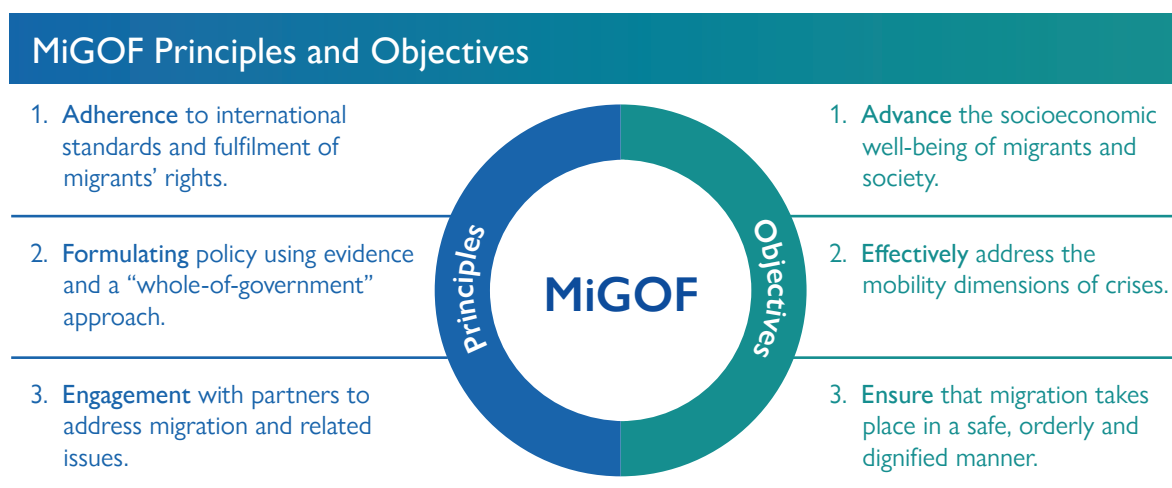 MiGOF Principles and Objectives
1. Adherence to international
standards and fulfilment of
migrants’ rights.
2. Formulating policy using evidence
and a “whole-of-government”
approach.
3. Engagement with partners to
address migration and related
issues.
Principles
MiGOF
Objectives
1. Advance the socioeconomic
well-being of migrants and
society.
2. Effectively address the
mobility dimensions of crises.
3. Ensure that migration takes
place in a safe, orderly and
dignified manner.